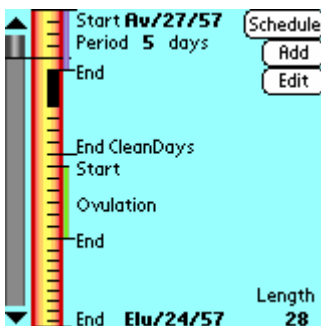 Start Av/27/57 Schedule
Period 5 days Add
End Edit
End CleanDays
Start
Ovulation
End
Length
End Elu/24/57 28